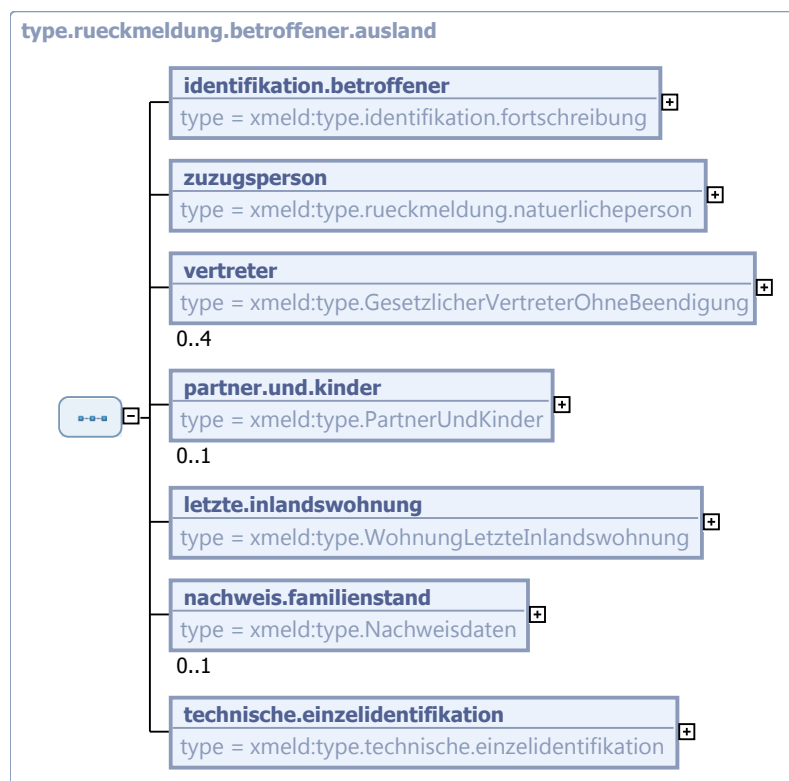 type.rueckmeldung.betroffener.ausland
identifikation.betroffener
type = xmeld:type.identifikation.fortschreibung
zuzugsperson
type = xmeld:type.rueckmeldung.natuerlicheperson
vertreter
type = xmeld:type.GesetzlicherVertreterOhneBeendigung
0..4
partner.und.kinder
type = xmeld:type.PartnerUndKinder
0..1
letzte.inlandswohnung
type = xmeld:type.WohnungLetzteInlandswohnung
nachweis.familienstand
type = xmeld:type.Nachweisdaten
0..1
technische.einzelidentifikation
type = xmeld:type.technische.einzelidentifikation